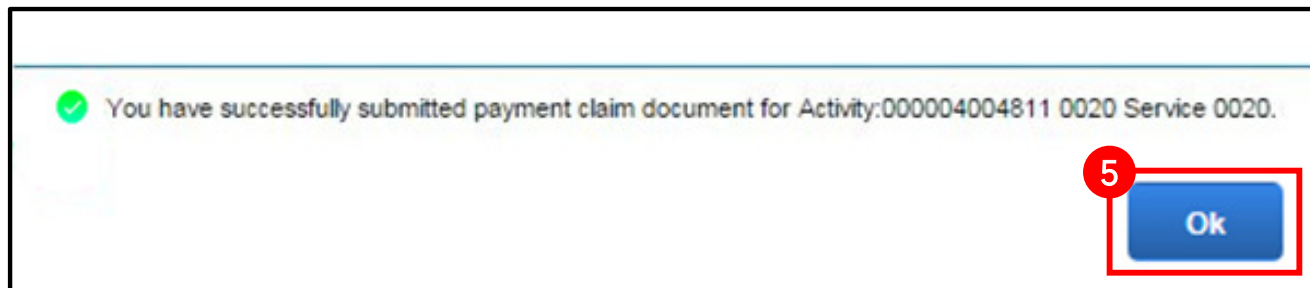 You have successfully submitted payment claim document for Activity:000004004811 0020 Service 0020.
5
Ok